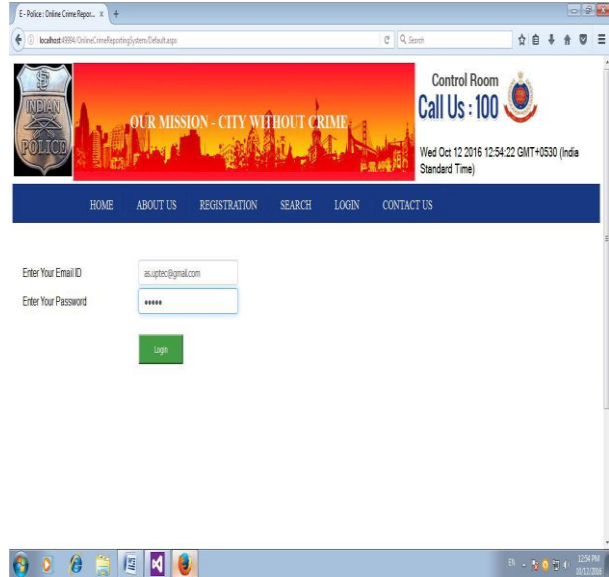 E - Police : Online Crime Repor... × +
localhost:49994/OnlineCrimeReportingSystem/Default.aspx
Search
INDIAN
POLICE
OUR MISSION - CITY WITHOUT CRIME
Control Room
Call Us : 100
Wed Oct 12 2016 12:54:22 GMT+0530 (India
Standard Time)
HOME ABOUT US REGISTRATION SEARCH LOGIN CONTACT US
Enter Your Email ID as.uptec@gmail.com
Enter Your Password •••••
Login
EN 12:54 PM
10/12/2016